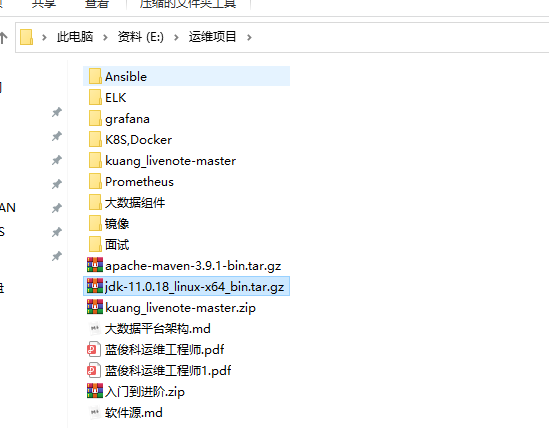 共享 查看 压缩的文件夹工具
此电脑 > 资料 (E:) > 运维项目 >
Ansible
ELK
grafana
K8S,Docker
kuang_livenote-master
Prometheus
AN
大数据组件
镜像
S
面试
apache-maven-3.9.1-bin.tar.gz
jdk-11.0.18_linux-x64_bin.tar.gz
kuang_livenote-master.zip
大数据平台架构.md
蓝俊科运维工程师.pdf
蓝俊科运维工程师1.pdf
入门到进阶.zip
软件源.md